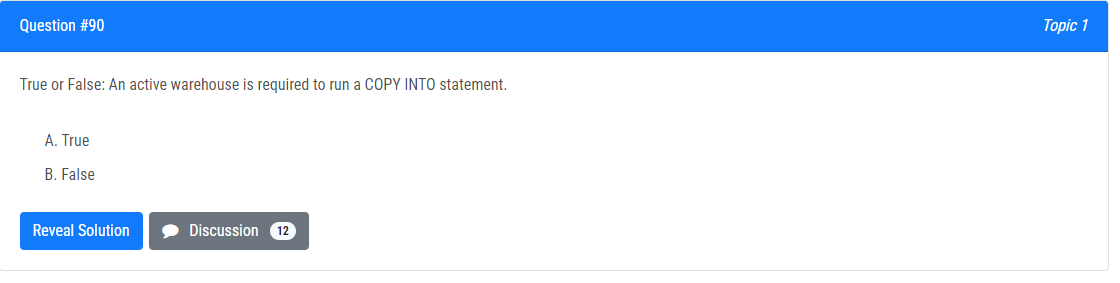 Question #90
Topic 1
True or False: An active warehouse is required to run a COPY INTO statement.
A. True
B. False
Reveal Solution
Discussion 12